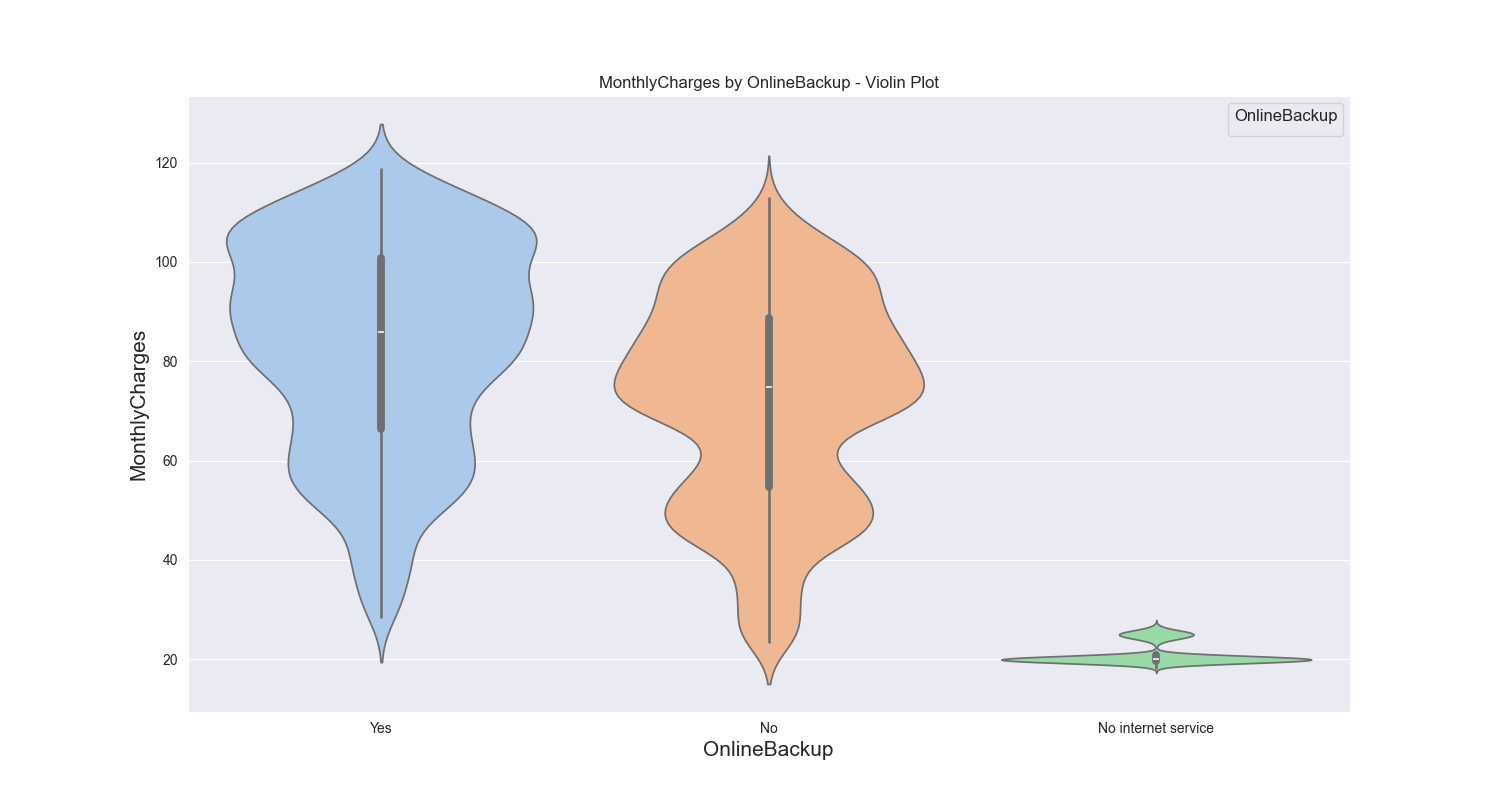 MonthlyCharges by OnlineBackup - Violin Plot
OnlineBackup
120
100
80
60
40
20
MonthlyCharges
Yes
No
No internet service
OnlineBackup